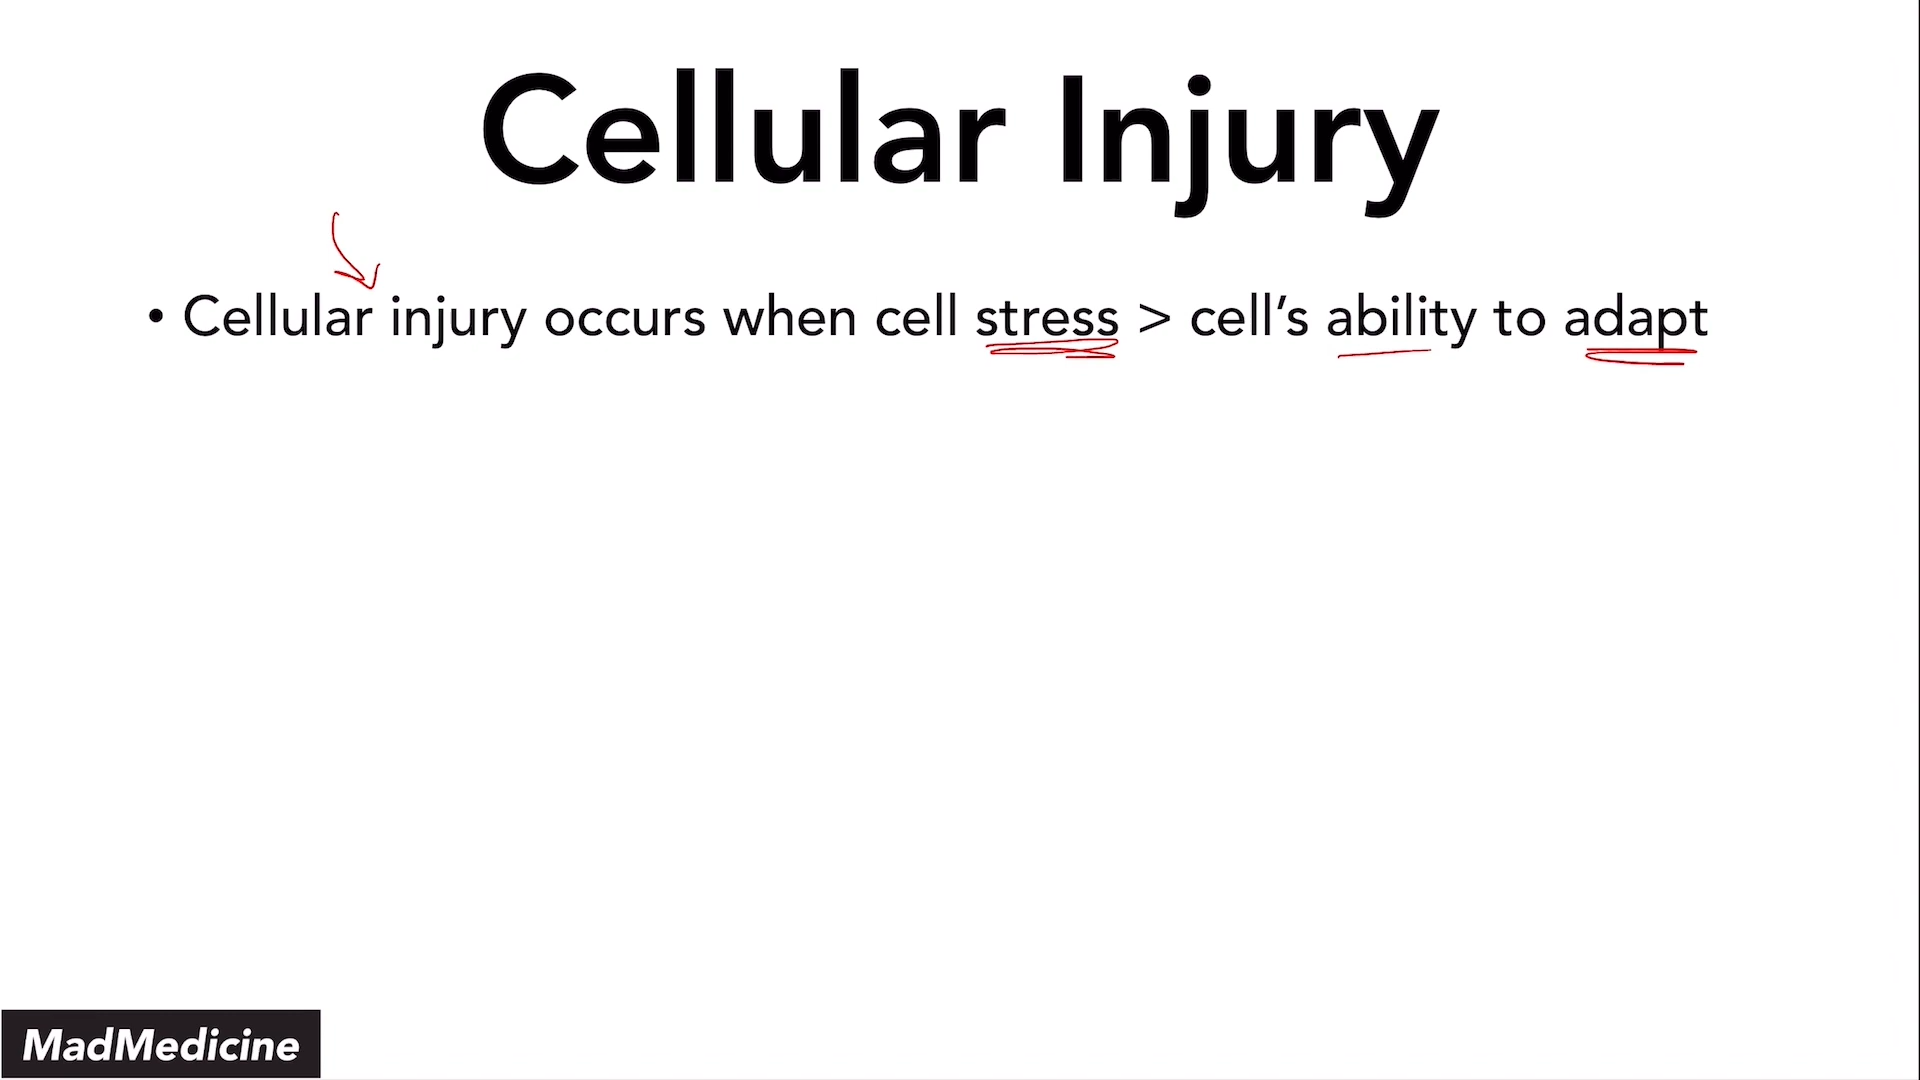 Cellular Injury
• Cellular injury occurs when cell stress > cell’s ability to adapt
MadMedicine